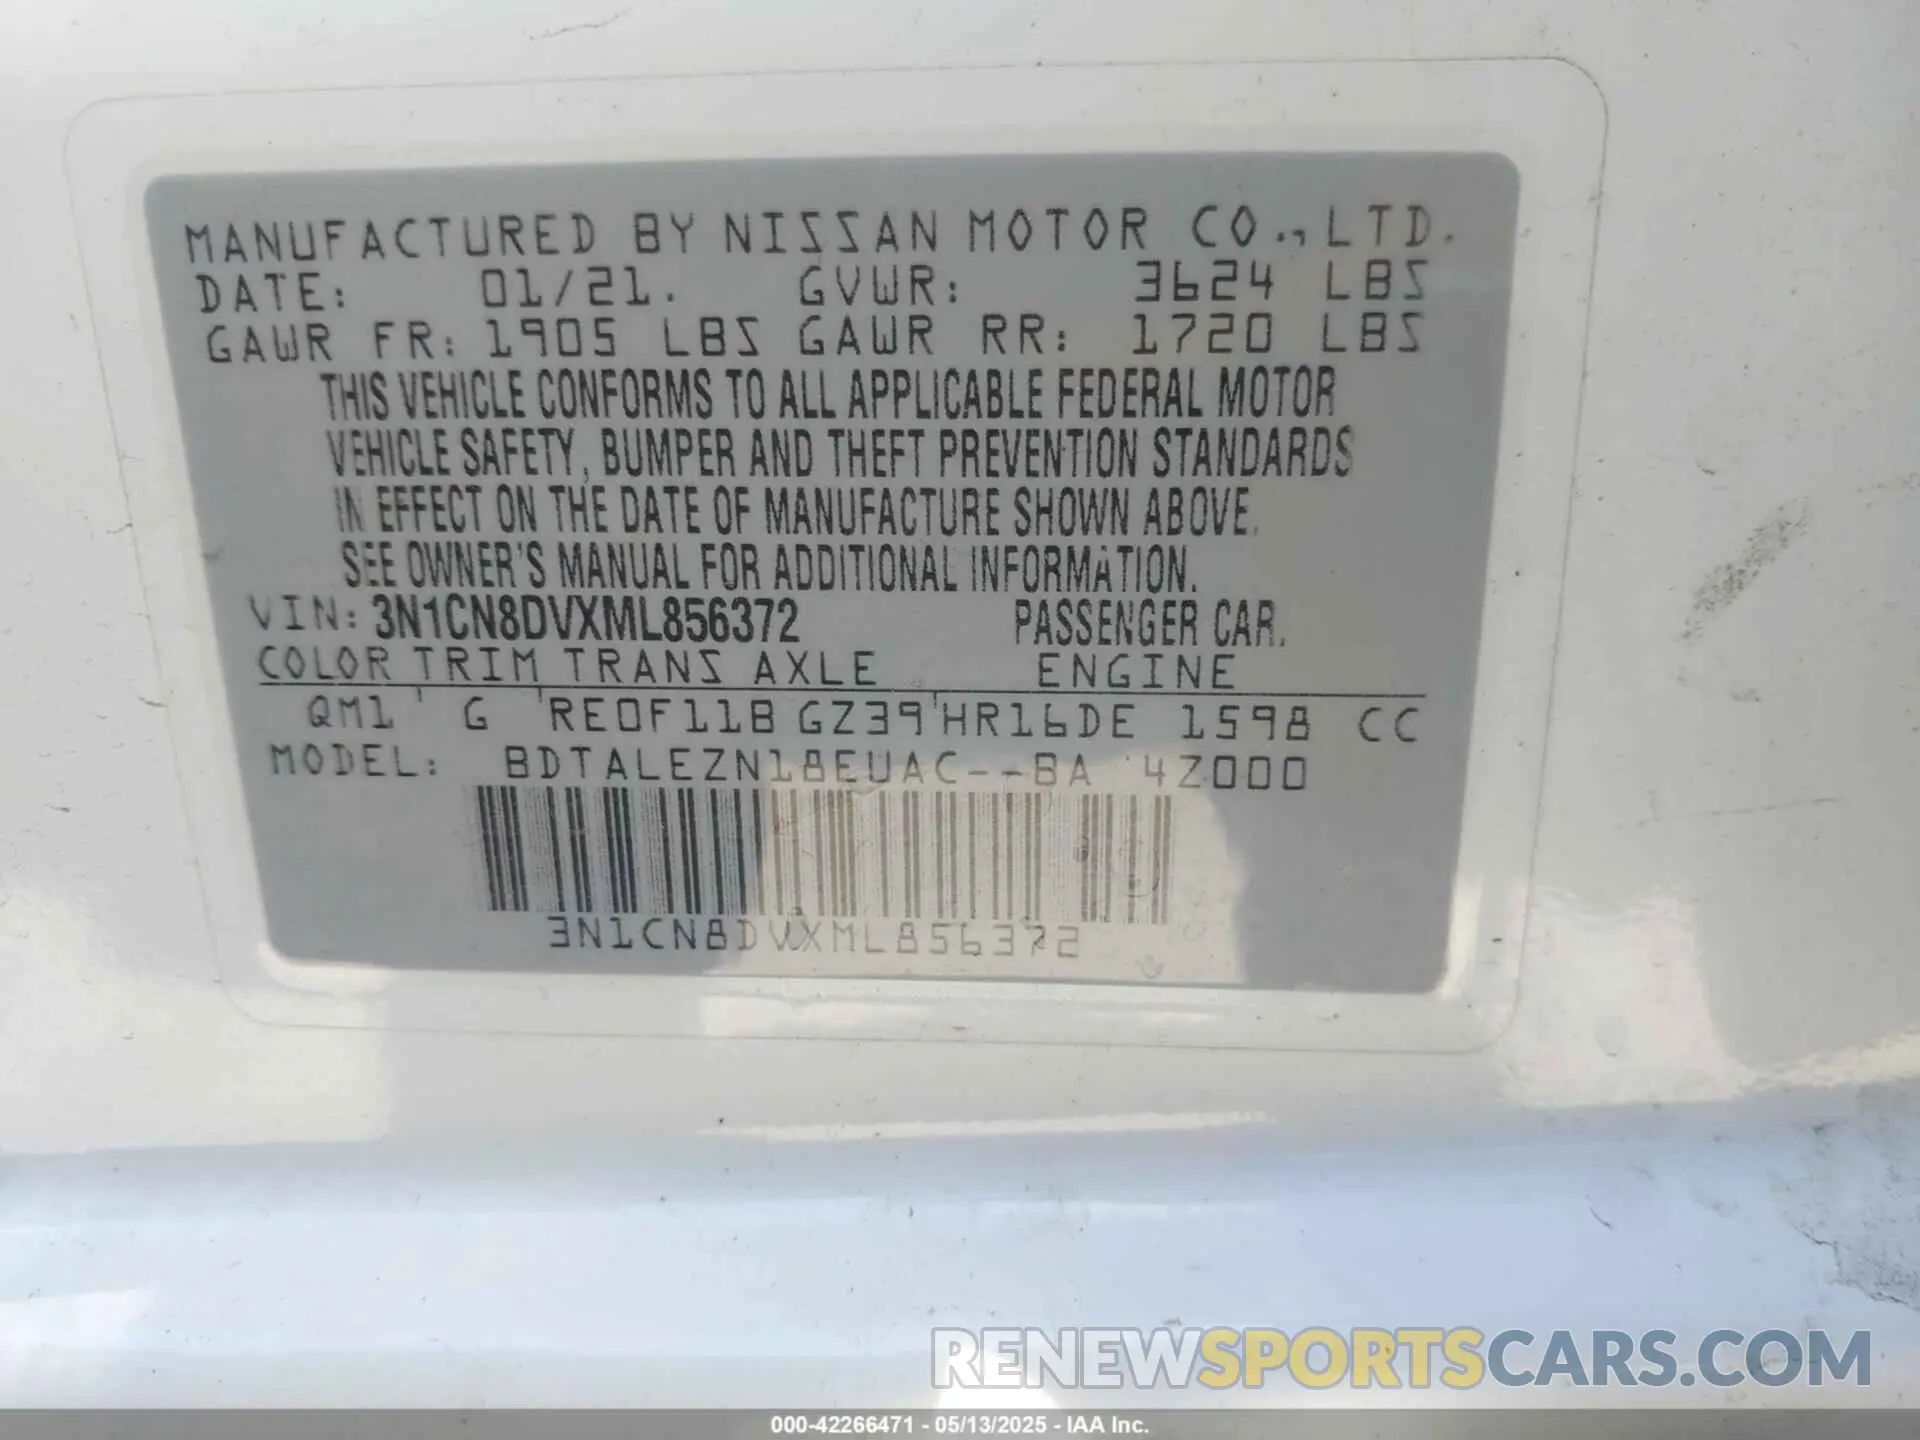 MANUFACTURED BY NISSAN MOTOR CO., LTD.
DATE: 01/21. GVWR: 3624 LBS
GAWR FR: 1905 LBS GAWR RR: 1720 LBS
THIS VEHICLE CONFORMS TO ALL APPLICABLE FEDERAL MOTOR
VEHICLE SAFETY, BUMPER AND THEFT PREVENTION STANDARDS
IN EFFECT ON THE DATE OF MANUFACTURE SHOWN ABOVE.
SEE OWNER'S MANUAL FOR ADDITIONAL INFORMATION.
VIN: 3N1CN8DVXML856372 PASSENGER CAR.
COLOR TRIM TRANS AXLE ENGINE
QM1 G RE0F11B GZ39 HR16DE 1598 CC
MODEL: BDTALEZN18EUAC--BA 4Z000
3N1CN8DVXML856372
RENEWSPORTSCARS.COM
000-42266471 - 05/13/2025 - IAA Inc.